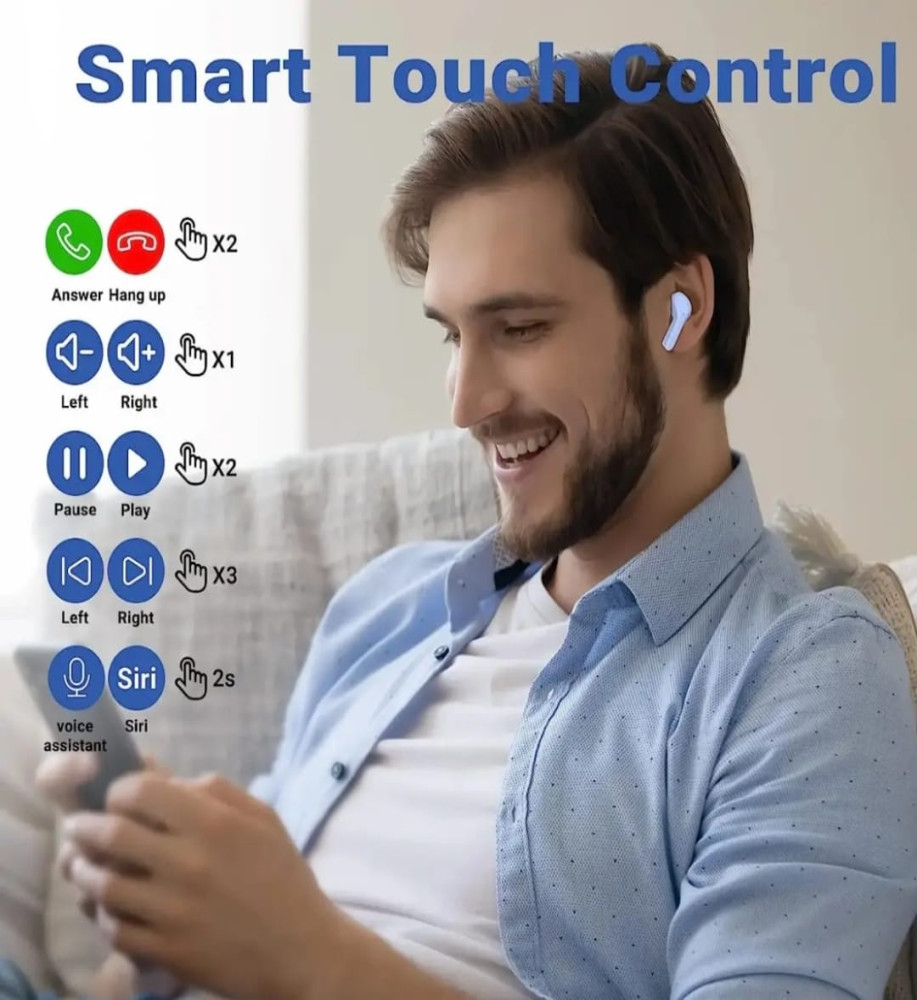 Smart Touch Control
X2
Answer Hang up
X1
Left Right
X2
Pause Play
X3
Left Right
Siri 2s
voice Siri
assistant